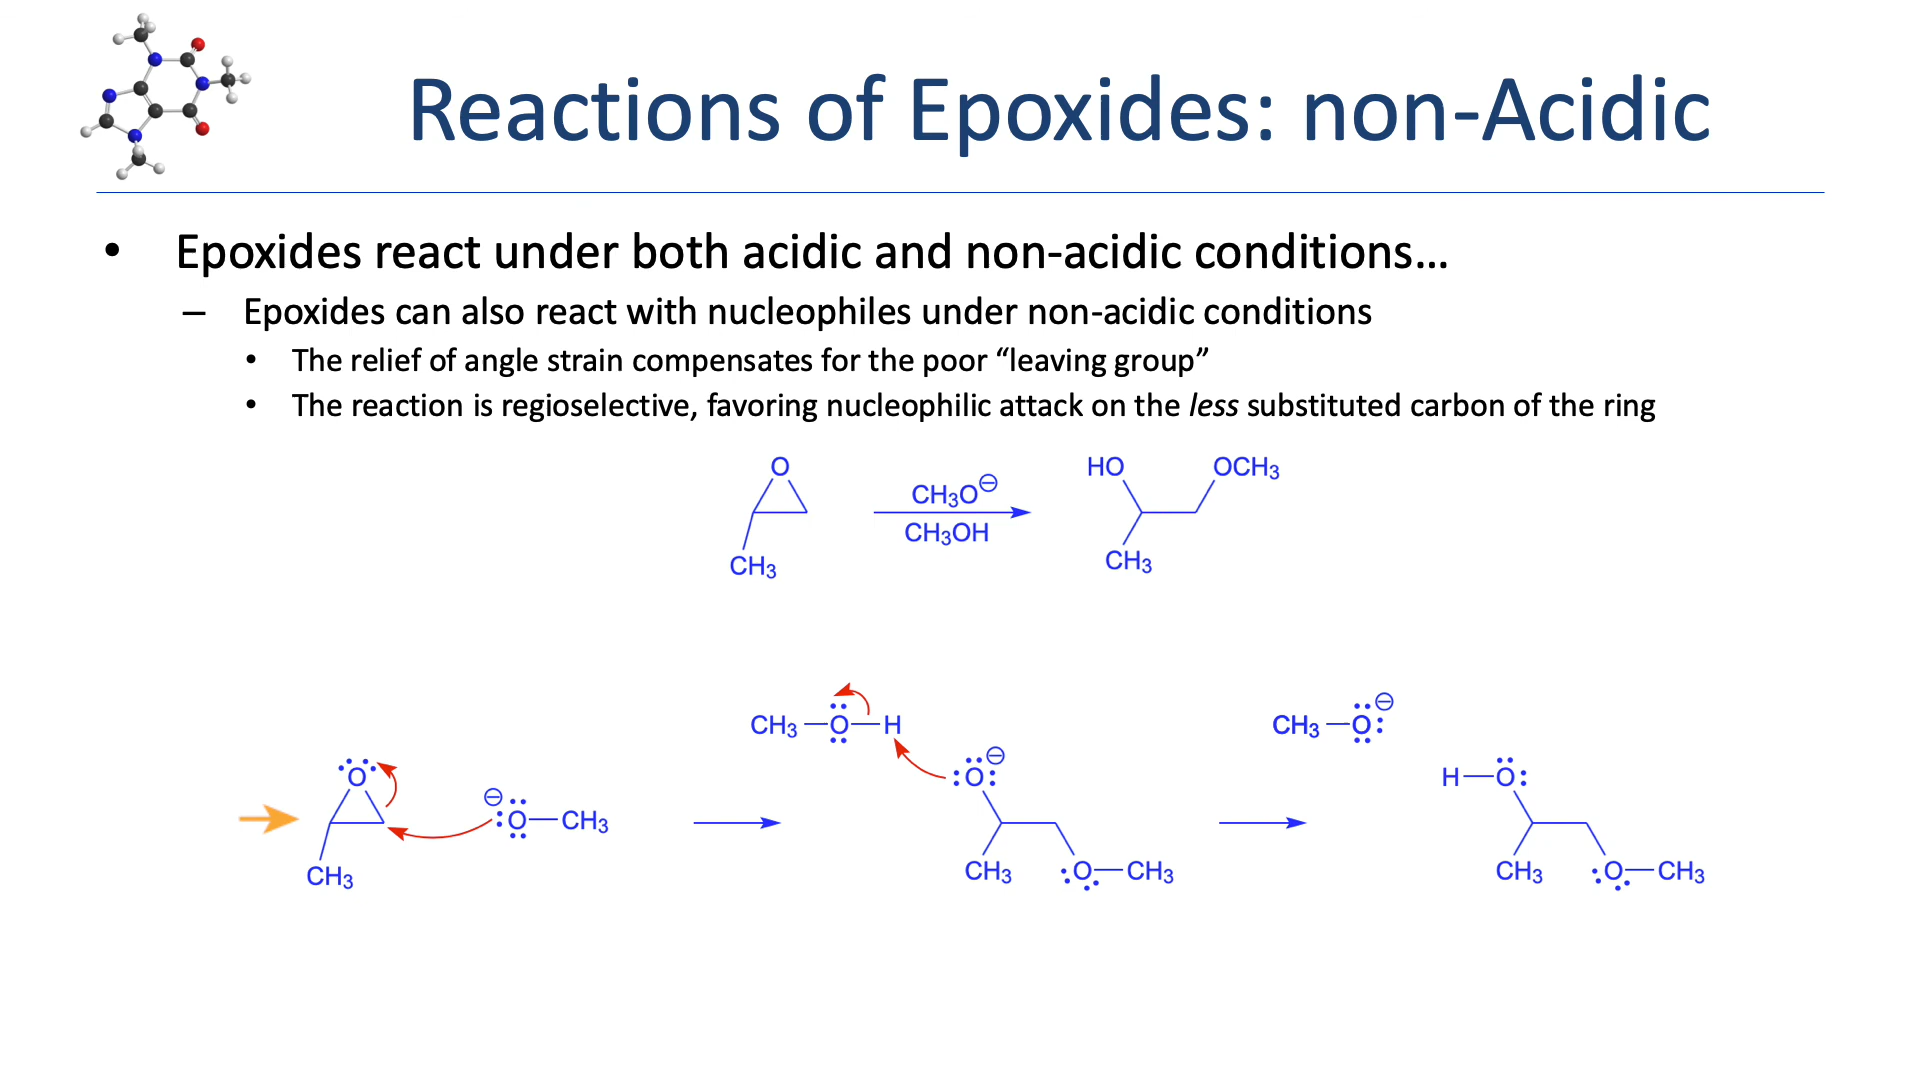 Reactions of Epoxides: non-Acidic
• Epoxides react under both acidic and non-acidic conditions…
– Epoxides can also react with nucleophiles under non-acidic conditions
• The relief of angle strain compensates for the poor “leaving group”
• The reaction is regioselective, favoring nucleophilic attack on the less substituted carbon of the ring
O CH3O⊖ HO OCH3
CH3OH
CH3 CH3
CH3—O—H CH3—O⊖
O ⊖O—CH3 O⊖ H—O
CH3 CH3 O—CH3 CH3 O—CH3